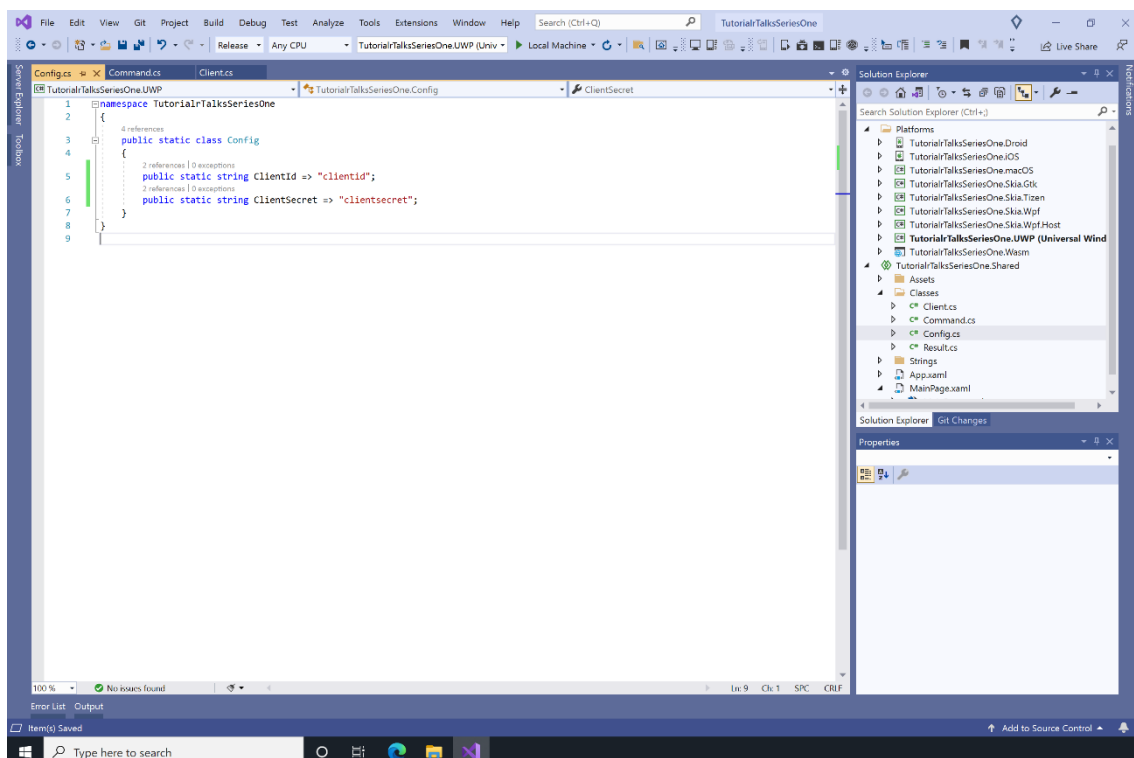 File Edit View Git Project Build Debug Test Analyze Tools Extensions Window Help Search (Ctrl+Q) TutorialrTalksSeriesOne
Release Any CPU TutorialrTalksSeriesOne.UWP (Univ Local Machine Live Share
Server Explorer
Toolbox
Config.cs Command.cs Client.cs
TutorialrTalksSeriesOne.UWP TutorialrTalksSeriesOne.Config ClientSecret
1 namespace TutorialrTalksSeriesOne
2 {
4 references
3 public static class Config
4 {
2 references | 0 exceptions
5 public static string ClientId => "clientid";
2 references | 0 exceptions
6 public static string ClientSecret => "clientsecret";
7 }
8 }
9
100 % No issues found Ln: 9 Ch: 1 SPC CRLF
Solution Explorer
Search Solution Explorer (Ctrl+;)
Platforms
TutorialrTalksSeriesOne.Droid
TutorialrTalksSeriesOne.iOS
TutorialrTalksSeriesOne.macOS
TutorialrTalksSeriesOne.Skia.Gtk
TutorialrTalksSeriesOne.Skia.Tizen
TutorialrTalksSeriesOne.Skia.Wpf
TutorialrTalksSeriesOne.Skia.Wpf.Host
TutorialrTalksSeriesOne.UWP (Universal Wind
TutorialrTalksSeriesOne.Wasm
TutorialrTalksSeriesOne.Shared
Assets
Classes
C# Client.cs
C# Command.cs
C# Config.cs
C# Result.cs
Strings
App.xaml
MainPage.xaml
Solution Explorer Git Changes
Properties
Notifications
Error List Output
Item(s) Saved Add to Source Control
Type here to search